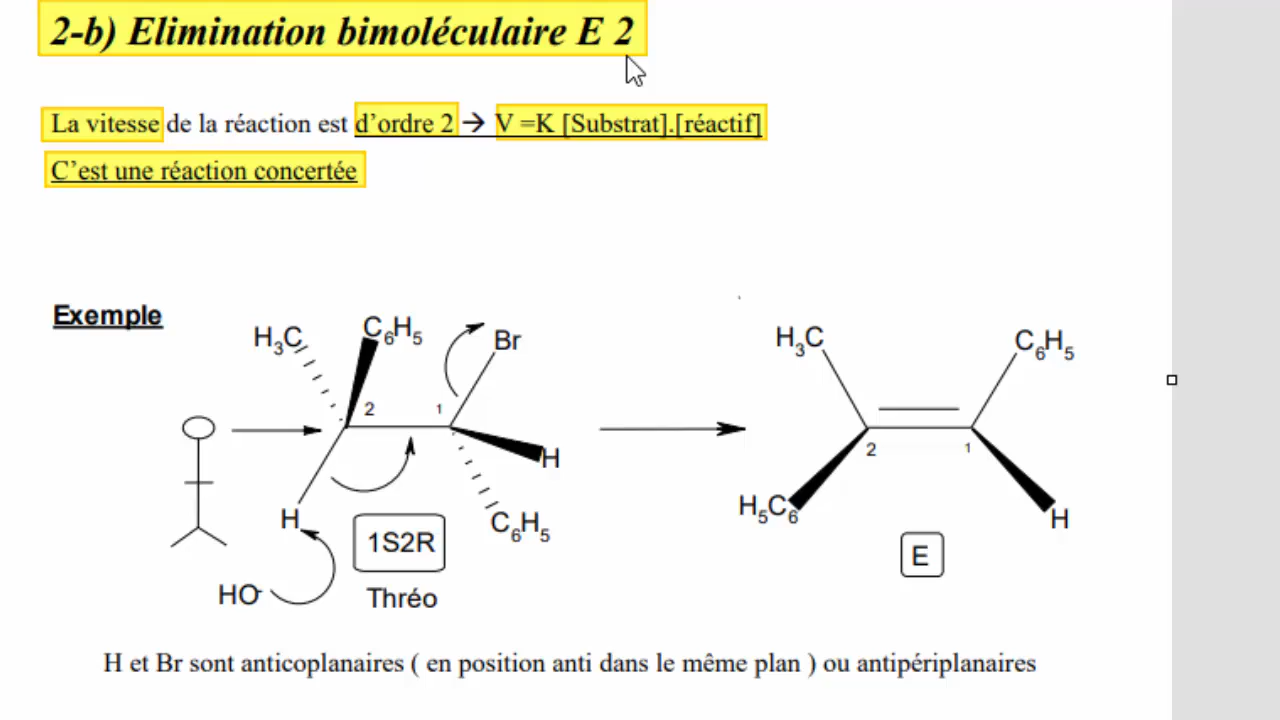 2-b) Elimination bimoléculaire E 2
La vitesse de la réaction est d'ordre 2 → V =K [Substrat].[réactif]
C'est une réaction concertée
Exemple
H3C C6H5 Br
2 1
H
H C6H5
1S2R
HO-
Thréo
H3C C6H5
2 1
H5C6 H
E
H et Br sont anticoplanaires ( en position anti dans le même plan ) ou antipériplanaires